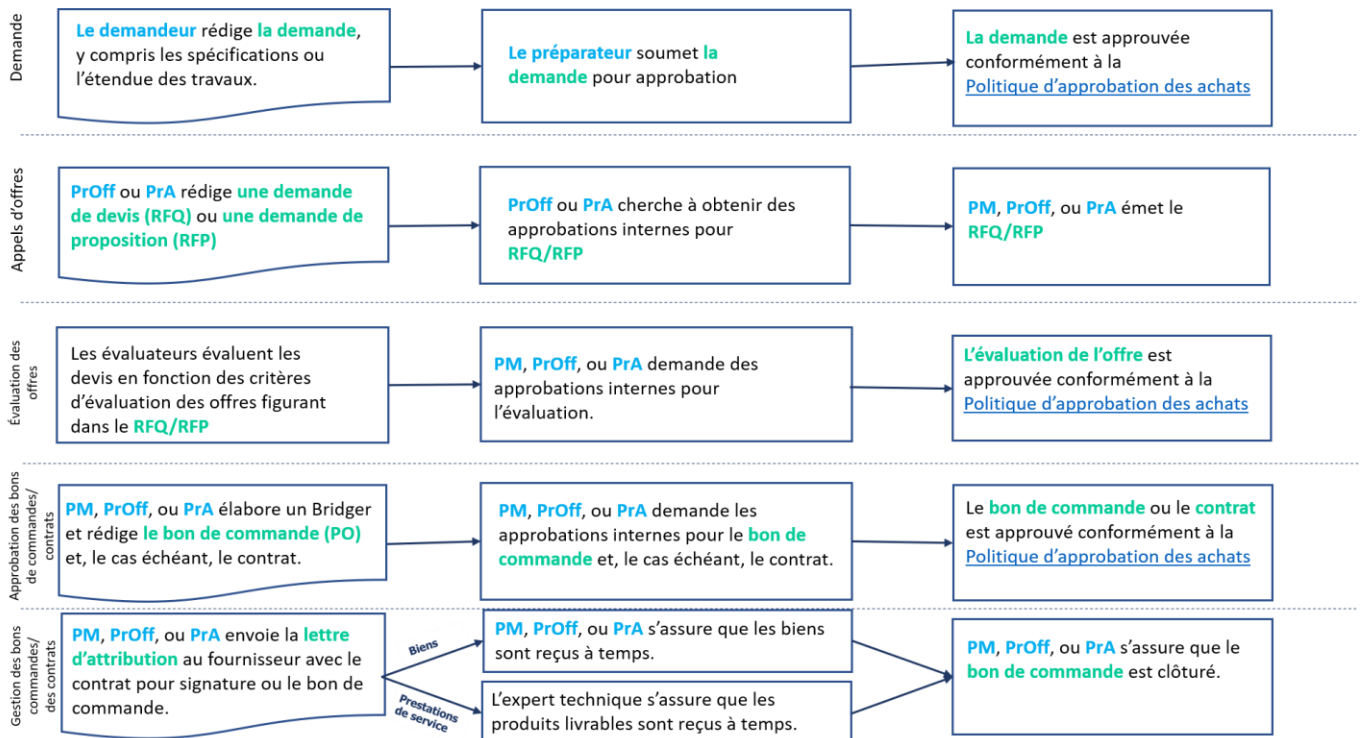 Demande
Le demandeur rédige la demande,
y compris les spécifications ou
l'étendue des travaux.
Le préparateur soumet la
demande pour approbation
La demande est approuvée
conformément à la
Politique d'approbation des achats
Appels d'offres
PrOff ou PrA rédige une demande
de devis (RFQ) ou une demande de
proposition (RFP)
PrOff ou PrA cherche à obtenir des
approbations internes pour
RFQ/RFP
PM, PrOff, ou PrA émet le
RFQ/RFP
Évaluation des
offres
Les évaluateurs évaluent les
devis en fonction des critères
d'évaluation des offres figurant
dans le RFQ/RFP
PM, PrOff, ou PrA demande des
approbations internes pour
l'évaluation.
L'évaluation de l'offre est
approuvée conformément à la
Politique d'approbation des achats
Approbation des bons
de commandes/
contrats
PM, PrOff, ou PrA élabore un Bridger
et rédige le bon de commande (PO)
et, le cas échéant, le contrat.
PM, PrOff, ou PrA demande les
approbations internes pour le bon de
commande et, le cas échéant, le contrat.
Le bon de commande ou le contrat
est approuvé conformément à la
Politique d'approbation des achats
Gestion des bons
commandes/
des contrats
PM, PrOff, ou PrA envoie la lettre
d'attribution au fournisseur avec le
contrat pour signature ou le bon de
commande.
Biens
Prestations
de service
PM, PrOff, ou PrA s'assure que les biens
sont reçus à temps.
L'expert technique s'assure que les
produits livrables sont reçus à temps.
PM, PrOff, ou PrA s'assure que le
bon de commande est clôturé.